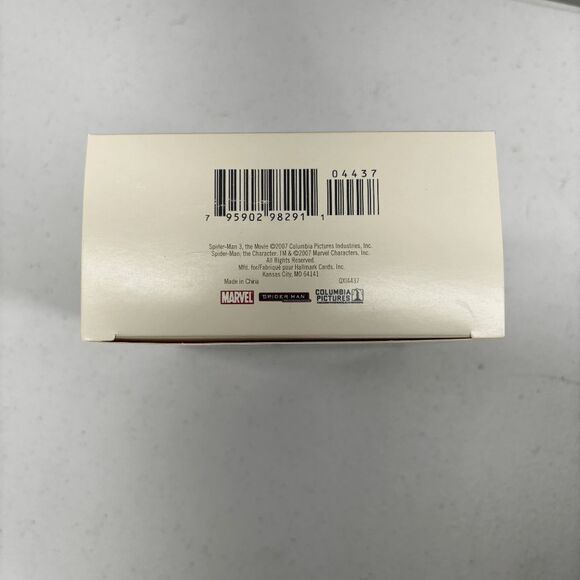 04437
7 95902 98291 1
Spider-Man 3, the Movie ©2007 Columbia Pictures Industries, Inc.
Spider-Man, the Character: TM & ©2007 Marvel Characters, Inc.
All Rights Reserved.
Mfd. for/Fabriqué pour Hallmark Cards, Inc.
Kansas City, MO 64141
Made in China QXI4437
MARVEL SPIDER-MAN COLUMBIA
PICTURES